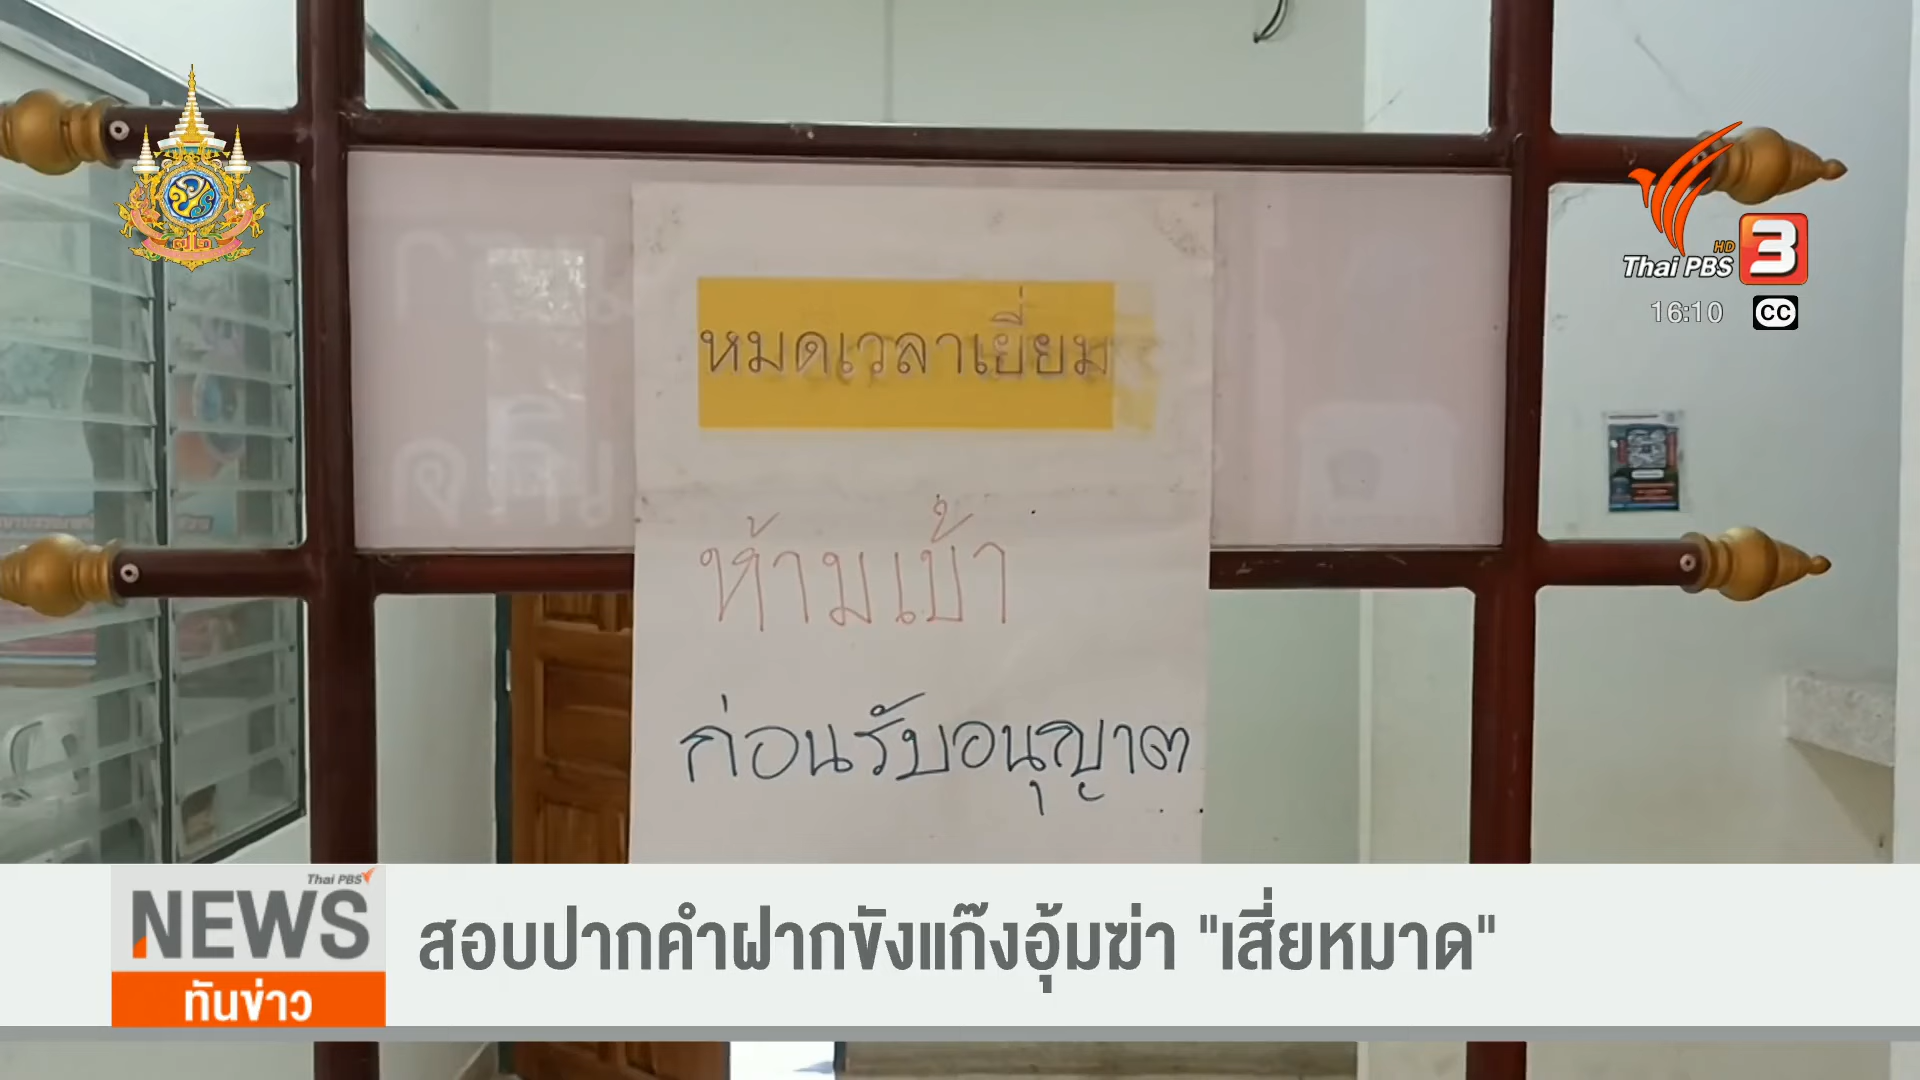 Thai PBS
HD
3
16:10
CC
หมดเวลาเยี่ยม
ห้ามเข้า
ก่อนรับอนุญาต
Thai PBS
NEWS
ทันข่าว
สอบปากคำฝากขังแก๊งอุ้มฆ่า "เสี่ยหมาด"